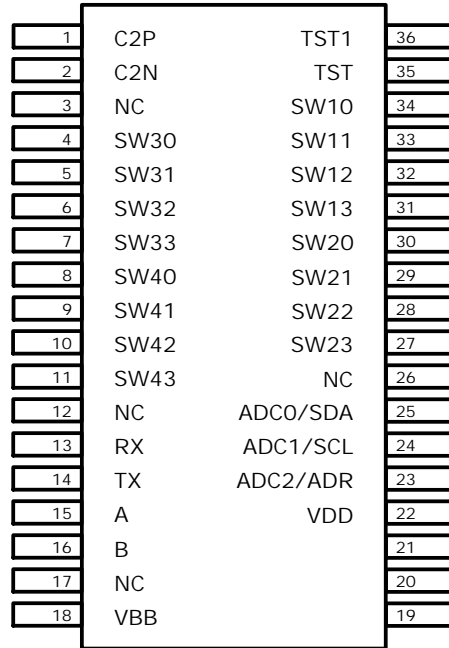 1 C2P TST1 36
2 C2N TST 35
3 NC SW10 34
4 SW30 SW11 33
5 SW31 SW12 32
6 SW32 SW13 31
7 SW33 SW20 30
8 SW40 SW21 29
9 SW41 SW22 28
10 SW42 SW23 27
11 SW43 NC 26
12 NC ADC0/SDA 25
13 RX ADC1/SCL 24
14 TX ADC2/ADR 23
15 A VDD 22
16 B 21
17 NC 20
18 VBB 19